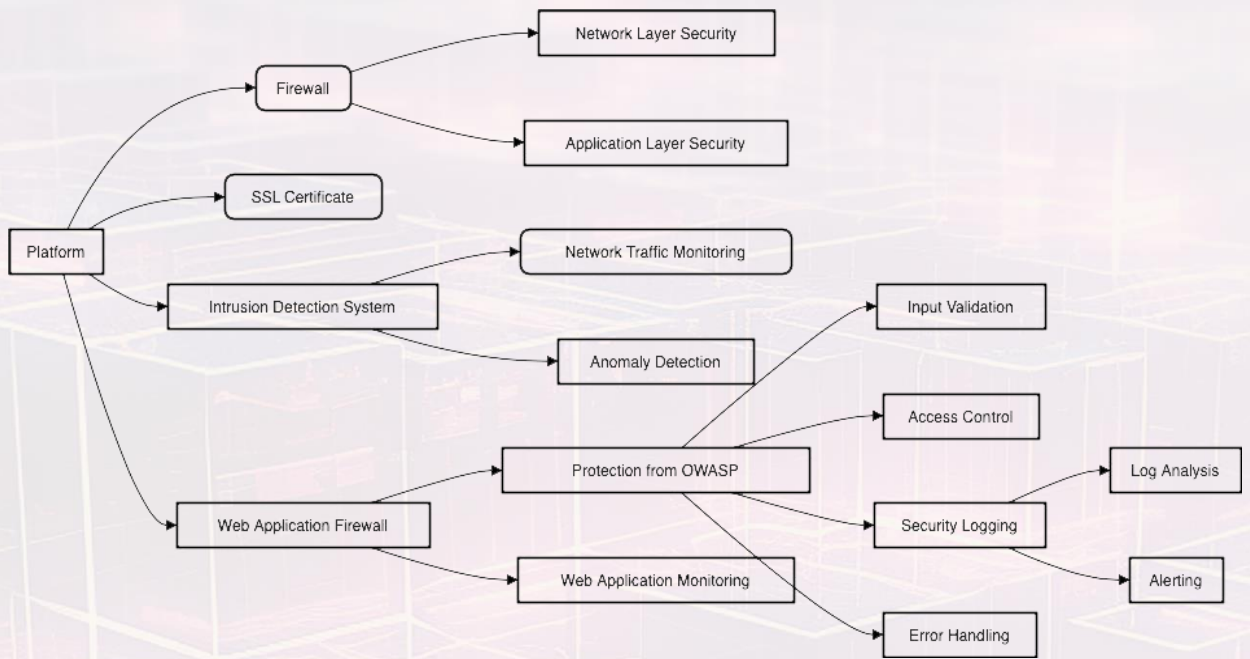 Network Layer Security
Firewall
Application Layer Security
SSL Certificate
Platform
Network Traffic Monitoring
Intrusion Detection System
Input Validation
Anomaly Detection
Access Control
Protection from OWASP
Log Analysis
Web Application Firewall
Security Logging
Web Application Monitoring
Alerting
Error Handling